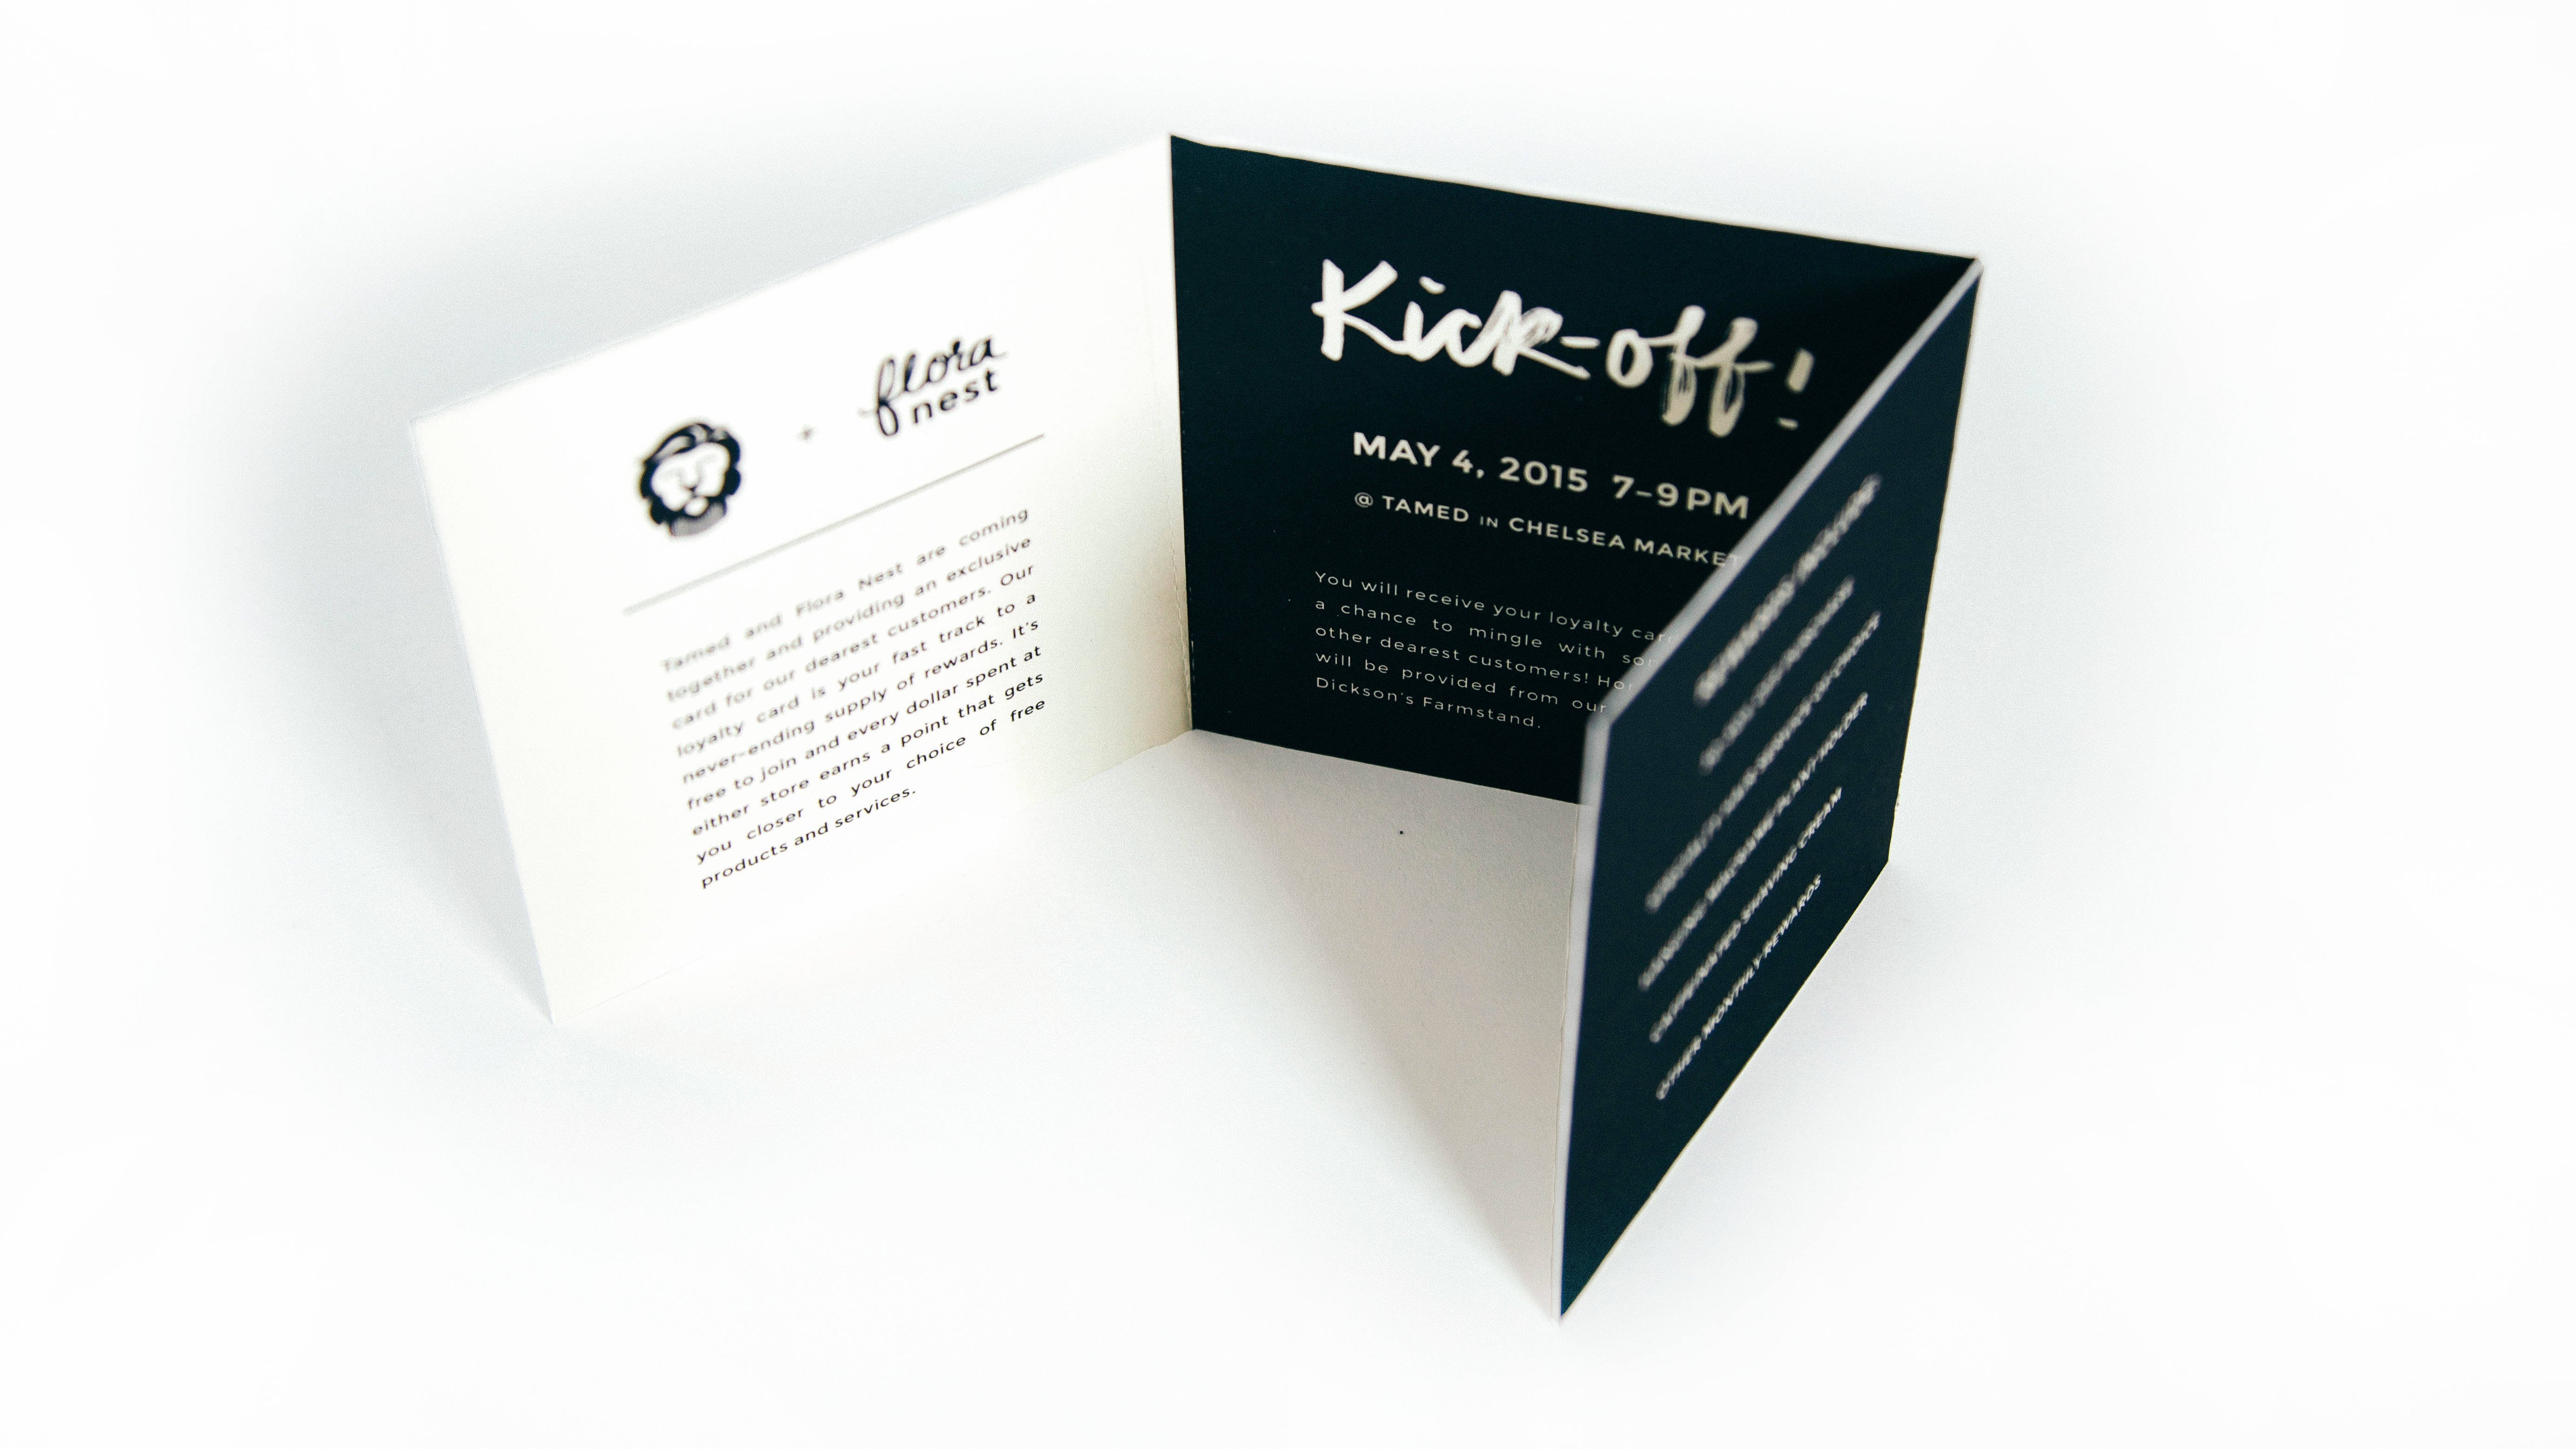 flora
nest
+
Tamed and Flora Nest are coming
together and providing an exclusive
card for our dearest customers. Our
loyalty card is your fast track to a
never-ending supply of rewards. It's
free to join and every dollar spent at
either store earns a point that gets
you closer to your choice of free
products and services.
Kick-off!
MAY 4, 2015 7-9PM
@ TAMED IN CHELSEA MARKET
You will receive your loyalty
a chance to mingle with
other dearest customers!
will be provided from our
Dickson's Farmstand.
HOLDER
SHAVING CREAM
OTHER MONTHLY REWARDS